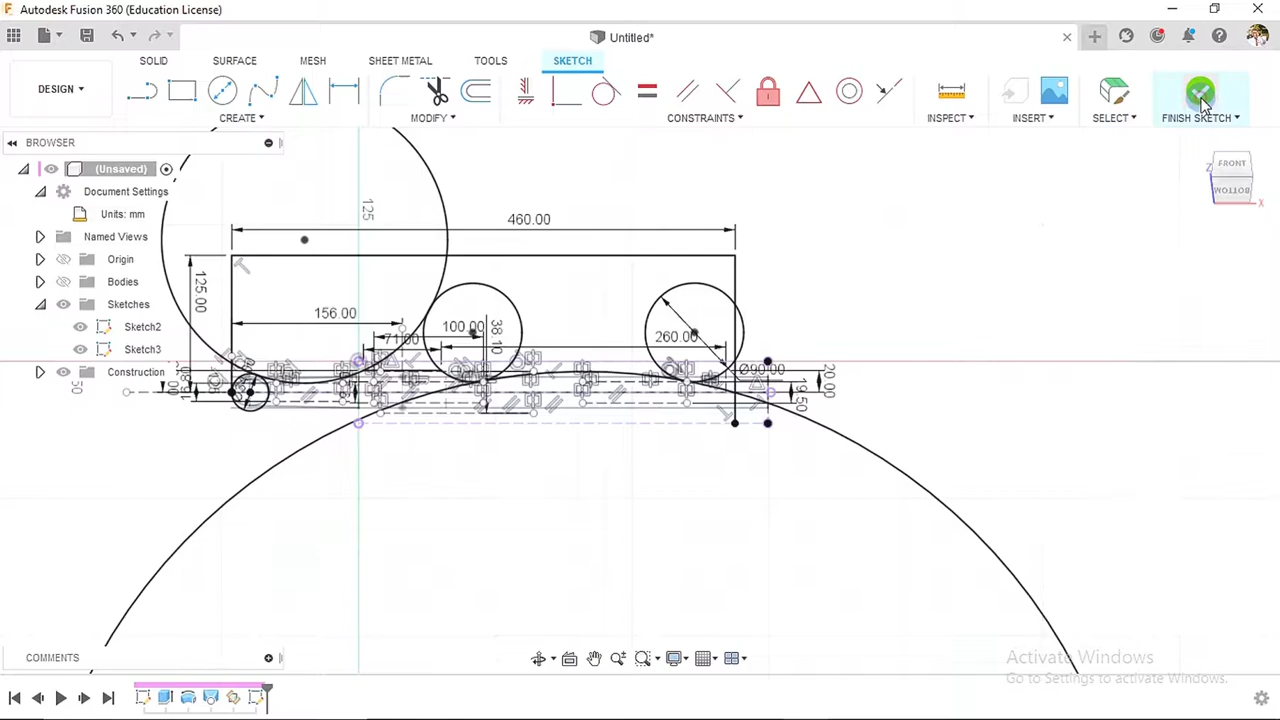 Autodesk Fusion 360 (Education License)
Untitled*
SOLID SURFACE MESH SHEET METAL TOOLS SKETCH
DESIGN
CREATE MODIFY CONSTRAINTS INSPECT INSERT SELECT FINISH SKETCH
BROWSER
(Unsaved)
Document Settings
Units: mm
Named Views
Origin
Bodies
Sketches
Sketch2
Sketch3
Construction
FRONT
BOTTOM
Z
X
125
460.00
125.00
156.00
100.00
38.10
71.00
260.00
Ø90.00
20.00
19.50
50
COMMENTS
Activate Windows
Go to Settings to activate Windows.